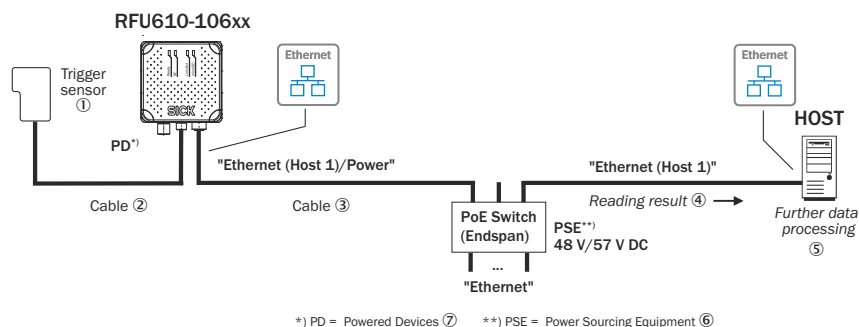 RFU610-106xx
Ethernet
Ethernet
Trigger
sensor
①
SICK
HOST
PD*)
"Ethernet (Host 1)/Power"
"Ethernet (Host 1)"
Cable ②
Cable ③
Reading result ④
PoE Switch
(Endspan)
PSE**)
48 V/57 V DC
Further data
processing
⑤
...
"Ethernet"
*) PD = Powered Devices ⑦ **) PSE = Power Sourcing Equipment ⑥